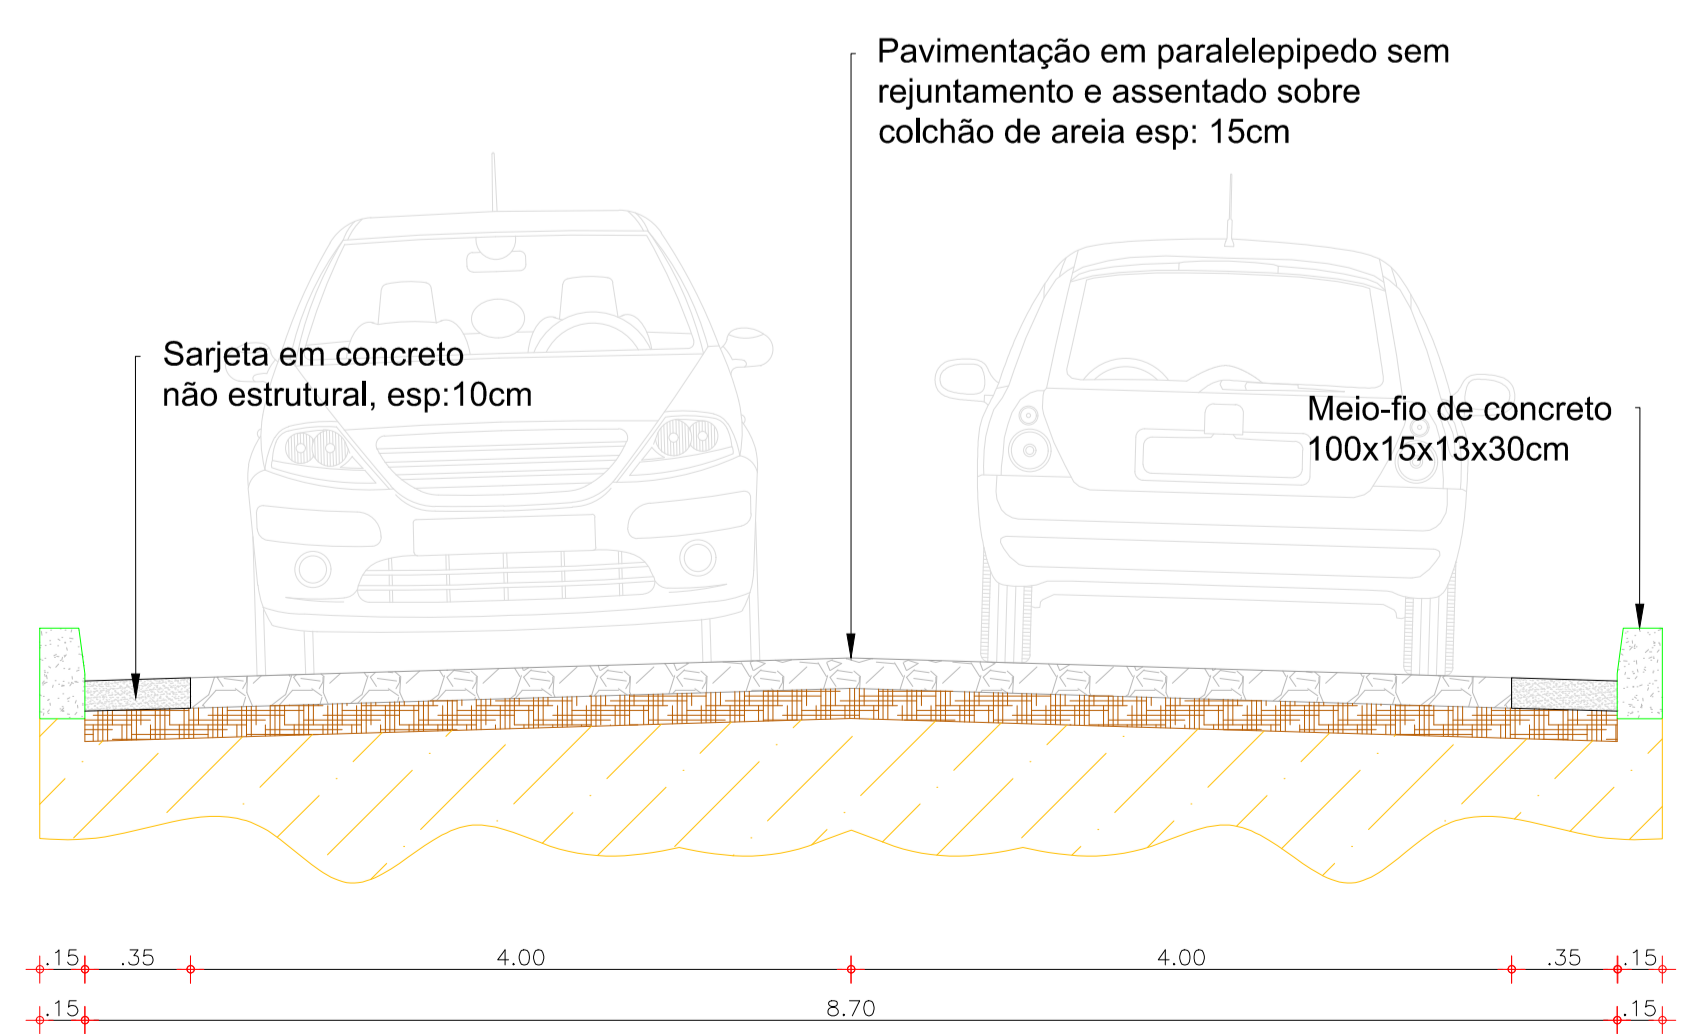 Pavimentação em paralelepipedo sem
rejuntamento e assentado sobre
colchão de areia esp: 15cm
Sarjeta em concreto
não estrutural, esp:10cm
Meio-fio de concreto
100x15x13x30cm
.15 .35 4.00 4.00 .35 .15
.15 8.70 .15